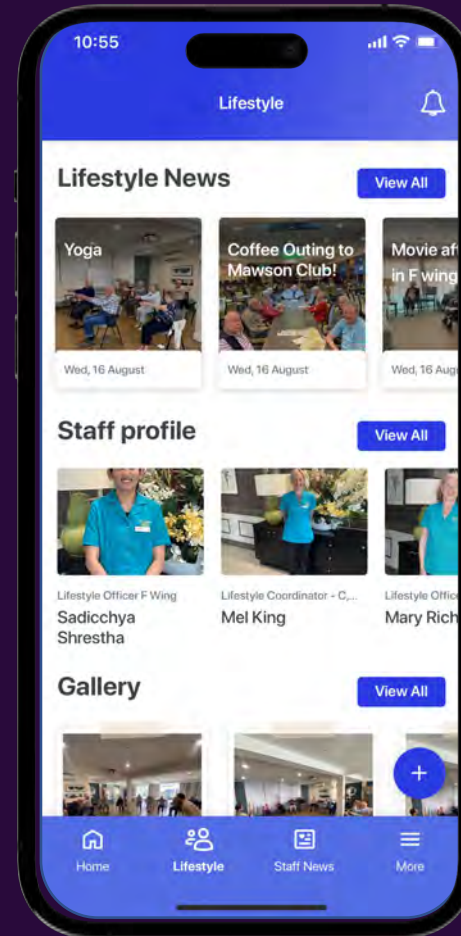 10:55
Lifestyle
Lifestyle News
View All
Yoga
Coffee Outing to
Mawson Club!
Movie af
in F wing
Wed, 16 August
Wed, 16 August
Wed, 16 Augu
Staff profile
View All
Lifestyle Officer F Wing
Sadicchya
Shrestha
Lifestyle Coordinator - C,...
Mel King
Lifestyle Office
Mary Rich
Gallery
View All
+
Home
Lifestyle
Staff News
More